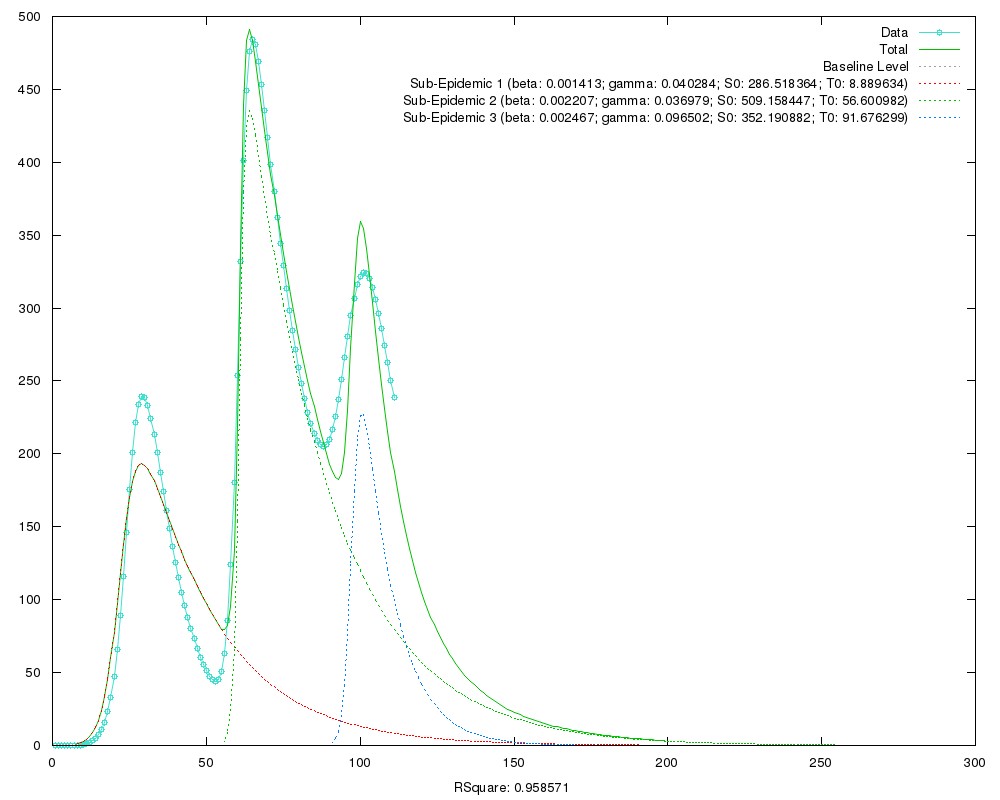 500
450
400
350
300
250
200
150
100
50
0
Data
Total
Baseline Level
Sub-Epidemic 1 (beta: 0.001413; gamma: 0.040284; S0: 286.518364; T0: 8.889634)
Sub-Epidemic 2 (beta: 0.002207; gamma: 0.036979; S0: 509.158447; T0: 56.600982)
Sub-Epidemic 3 (beta: 0.002467; gamma: 0.096502; S0: 352.190882; T0: 91.676299)
0 50 100 150 200 250 300
RSquare: 0.958571